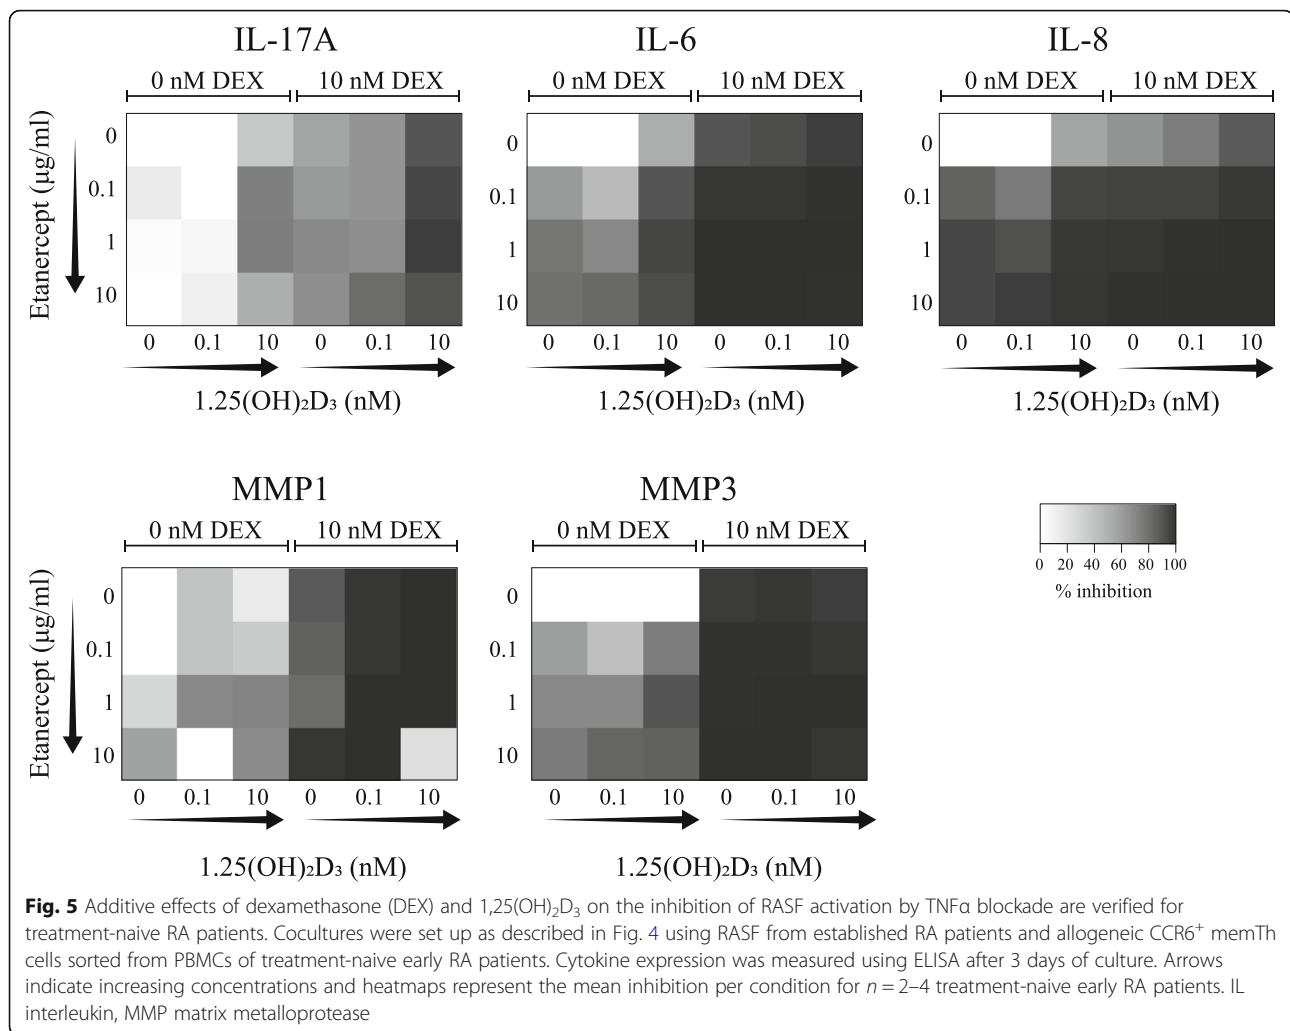 IL-17A IL-6 IL-8
0 nM DEX 10 nM DEX 0 nM DEX 10 nM DEX 0 nM DEX 10 nM DEX
Etanercept (µg/ml)
0 0 0
0.1 0.1 0.1
1 1 1
10 10 10
0 0.1 10 0 0.1 10 0 0.1 10 0 0.1 10 0 0.1 10 0 0.1 10
1.25(OH)₂D₃ (nM) 1.25(OH)₂D₃ (nM) 1.25(OH)₂D₃ (nM)
MMP1 MMP3
0 nM DEX 10 nM DEX 0 nM DEX 10 nM DEX
Etanercept (µg/ml)
0 0
0.1 0.1
1 1
10 10
0 0.1 10 0 0.1 10 0 0.1 10 0 0.1 10
1.25(OH)₂D₃ (nM) 1.25(OH)₂D₃ (nM)
0 20 40 60 80 100
% inhibition
Fig. 5 Additive effects of dexamethasone (DEX) and 1,25(OH)₂D₃ on the inhibition of RASF activation by TNFα blockade are verified for
treatment-naive RA patients. Cocultures were set up as described in Fig. 4 using RASF from established RA patients and allogeneic CCR6⁺ memTh
cells sorted from PBMCs of treatment-naive early RA patients. Cytokine expression was measured using ELISA after 3 days of culture. Arrows
indicate increasing concentrations and heatmaps represent the mean inhibition per condition for n = 2–4 treatment-naive early RA patients. IL
interleukin, MMP matrix metalloprotease